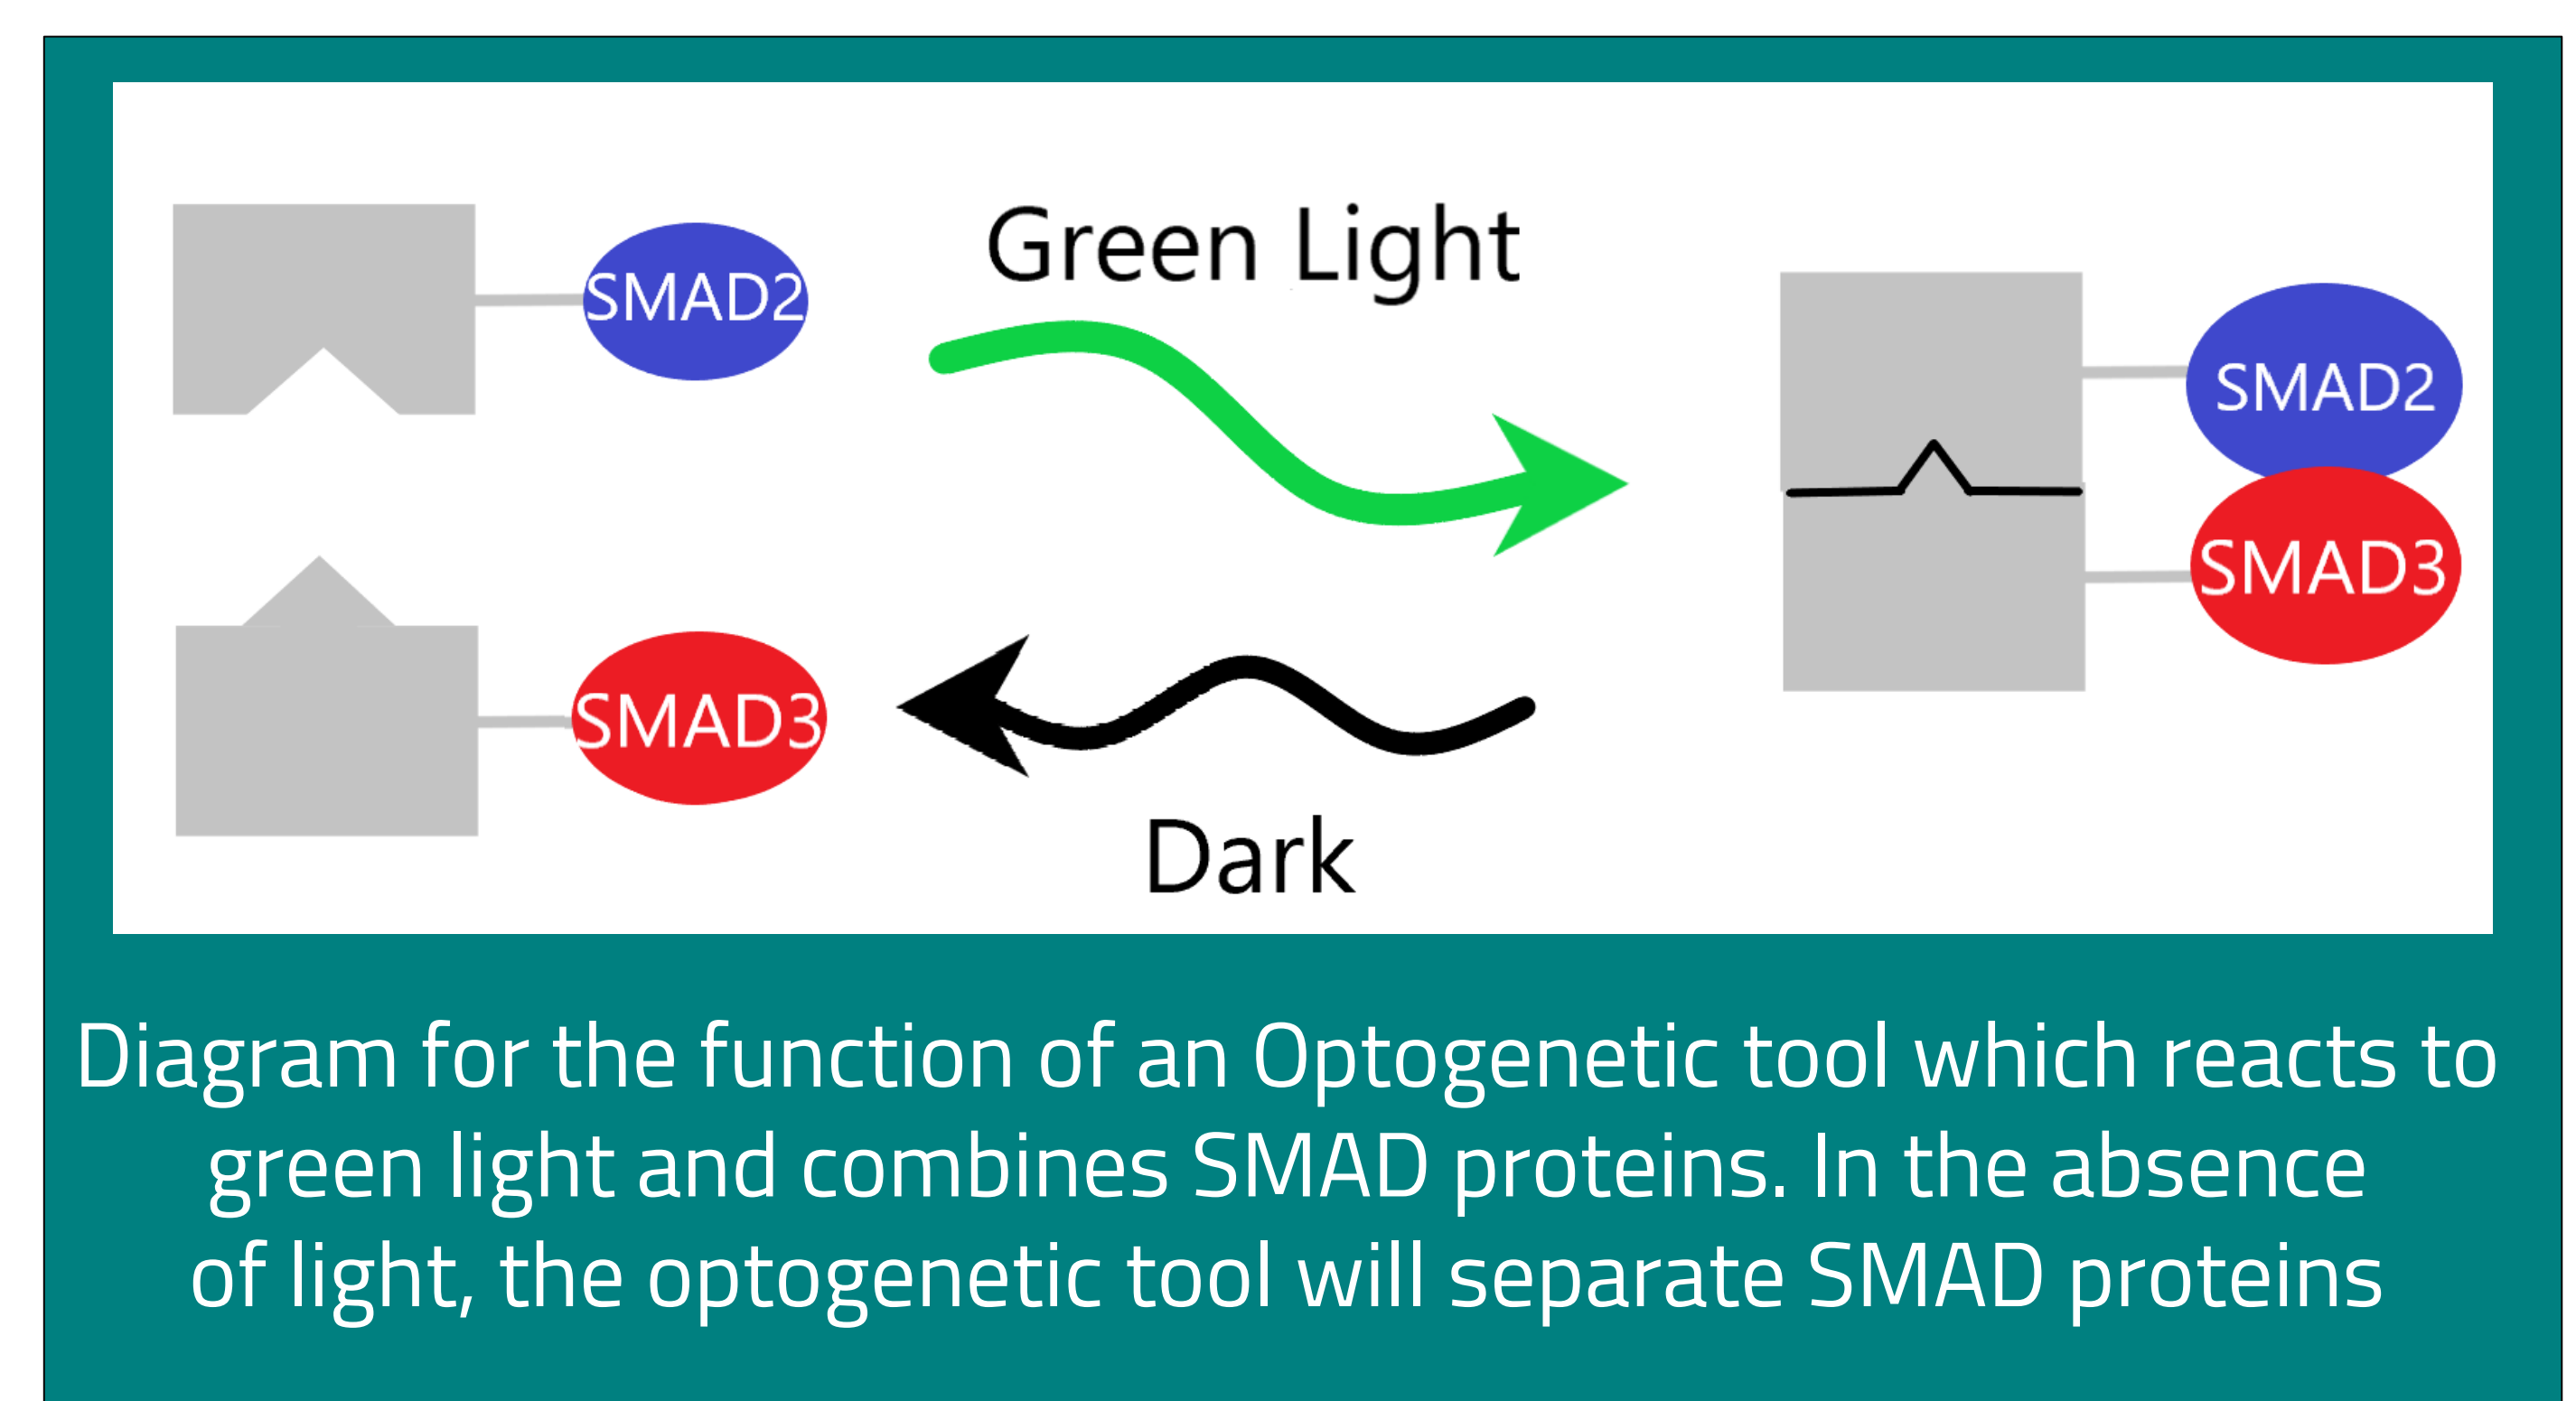 SMAD2
Green Light
SMAD2
SMAD3
SMAD3
Dark
Diagram for the function of an Optogenetic tool which reacts to
green light and combines SMAD proteins. In the absence
of light, the optogenetic tool will separate SMAD proteins